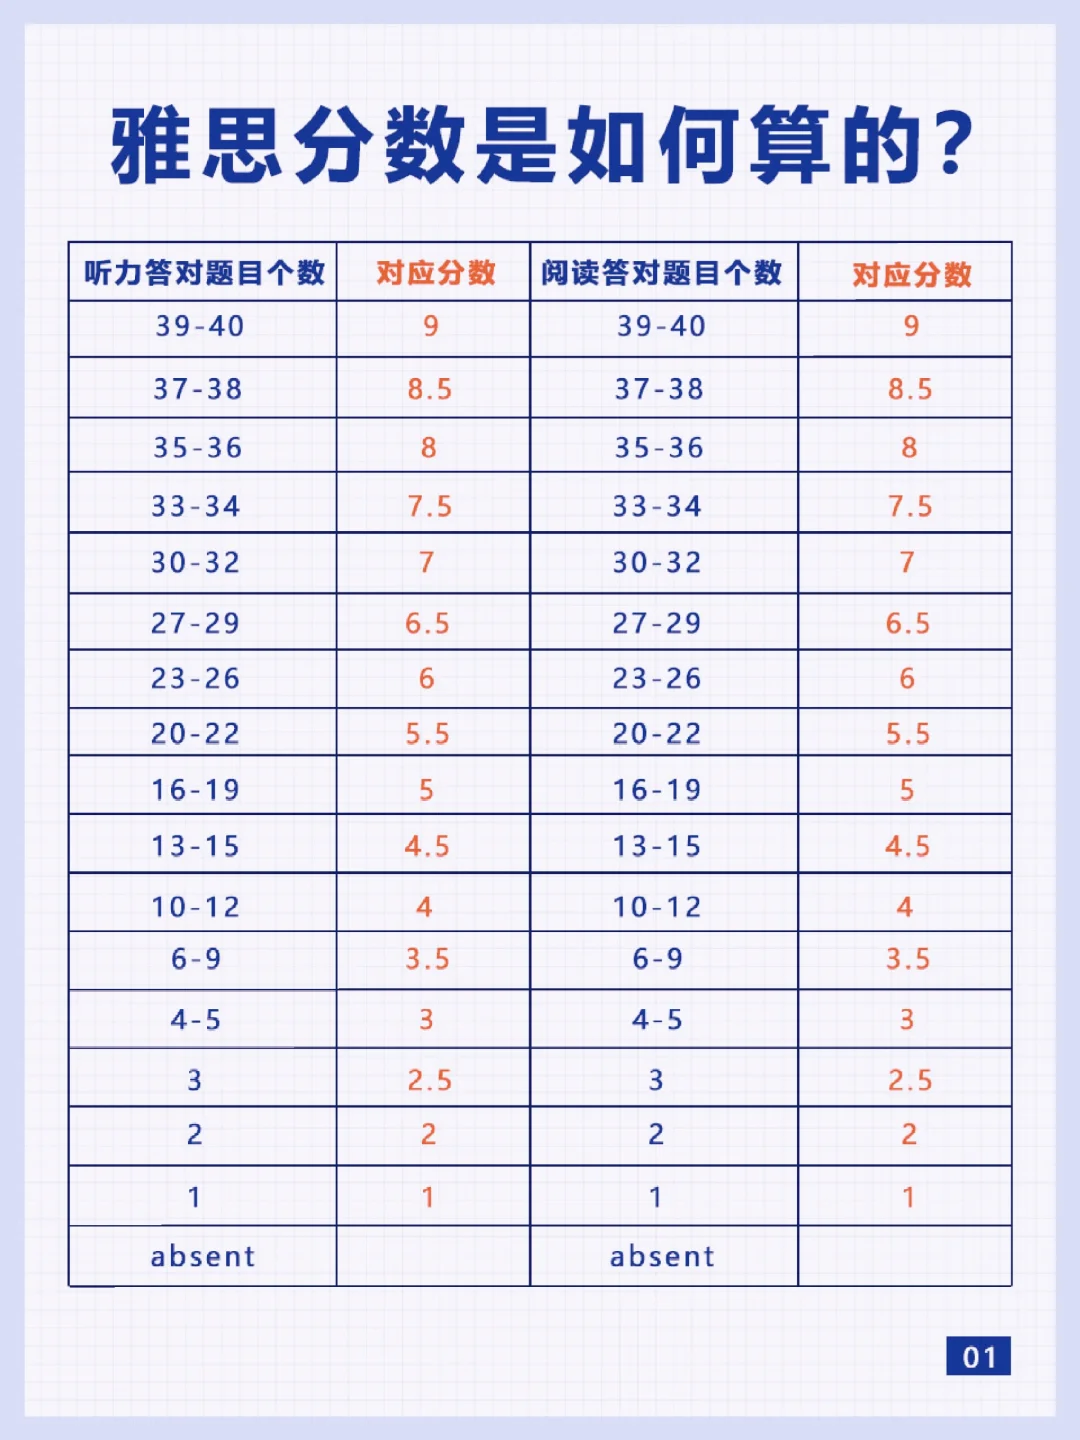 雅思分数是如何算的?
听力答对题目个数 对应分数 阅读答对题目个数 对应分数
39-40 9 39-40 9
37-38 8.5 37-38 8.5
35-36 8 35-36 8
33-34 7.5 33-34 7.5
30-32 7 30-32 7
27-29 6.5 27-29 6.5
23-26 6 23-26 6
20-22 5.5 20-22 5.5
16-19 5 16-19 5
13-15 4.5 13-15 4.5
10-12 4 10-12 4
6-9 3.5 6-9 3.5
4-5 3 4-5 3
3 2.5 3 2.5
2 2 2 2
1 1 1 1
absent absent
01